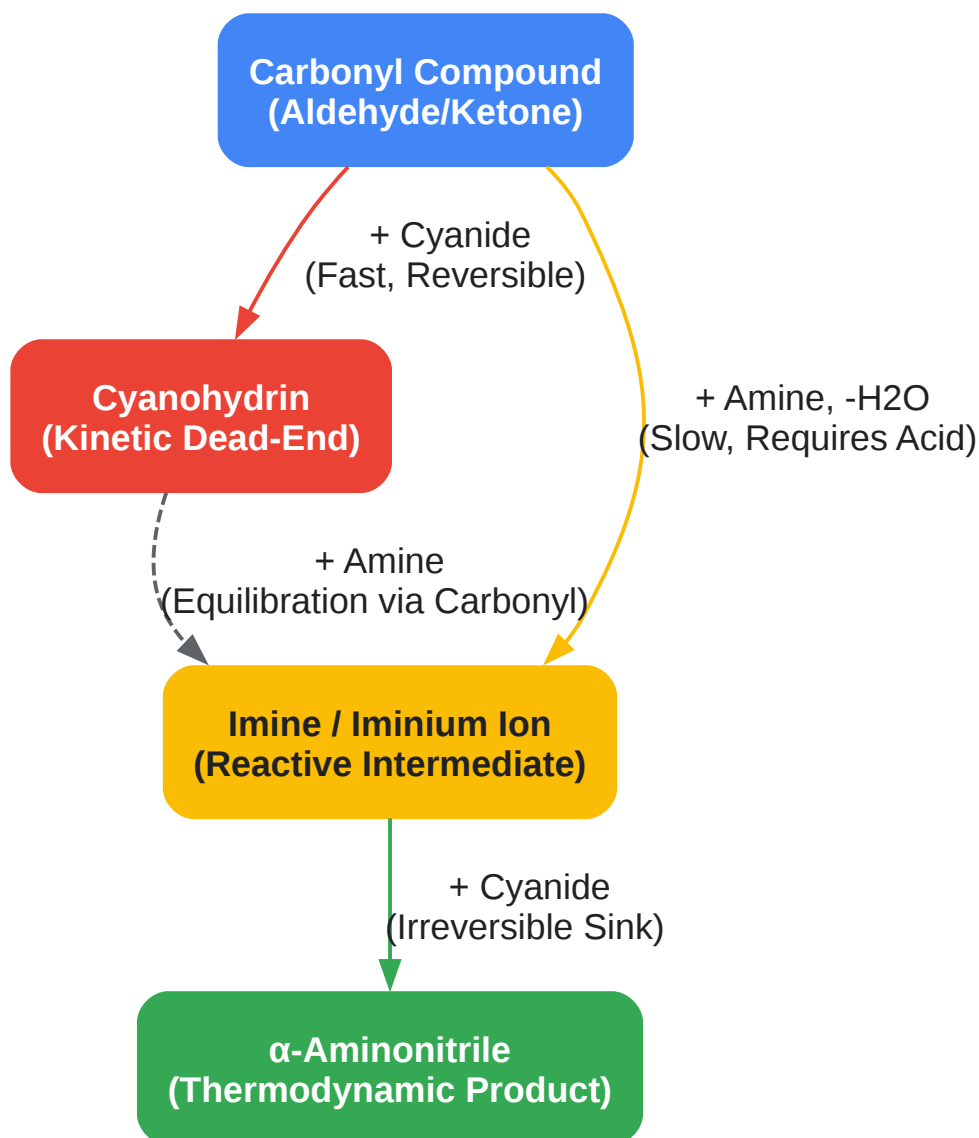 Carbonyl Compound
(Aldehyde/Ketone)
+ Cyanide
(Fast, Reversible)
Cyanohydrin
(Kinetic Dead-End)
+ Amine, -H2O
(Slow, Requires Acid)
+ Amine
(Equilibration via Carbonyl)
Imine / Iminium Ion
(Reactive Intermediate)
+ Cyanide
(Irreversible Sink)
α-Aminonitrile
(Thermodynamic Product)